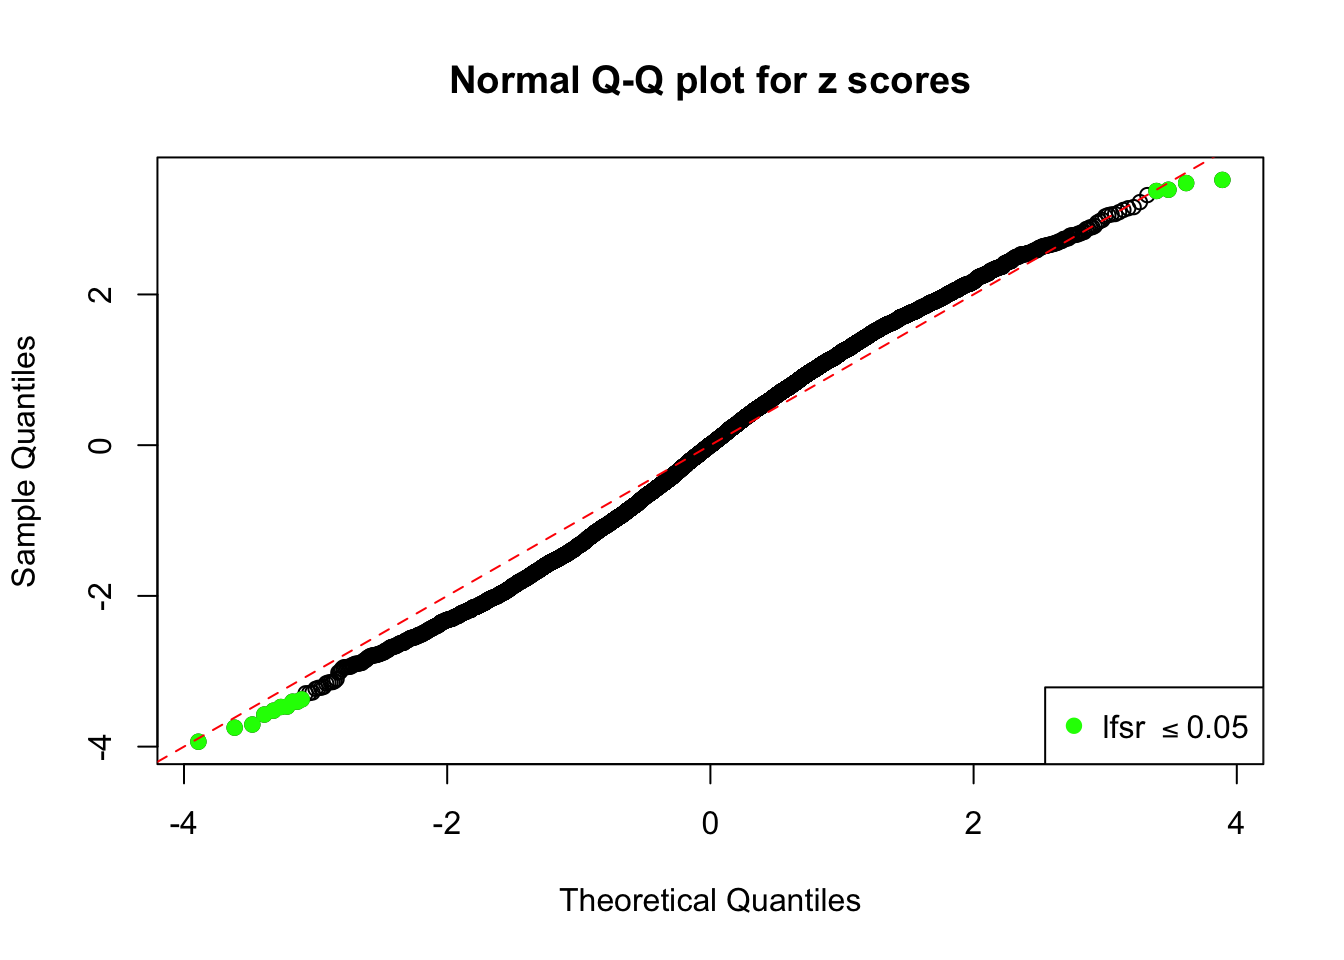 Normal Q-Q plot for z scores
Sample Quantiles
2
0
-2
-4
lfsr ≤ 0.05
-4 -2 0 2 4
Theoretical Quantiles